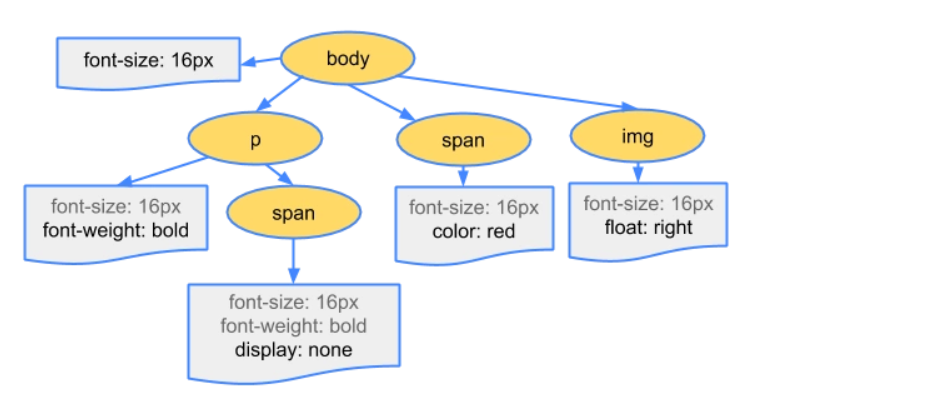 font-size: 16px
body
p
span
img
font-size: 16px
font-weight: bold
span
font-size: 16px
color: red
font-size: 16px
float: right
font-size: 16px
font-weight: bold
display: none